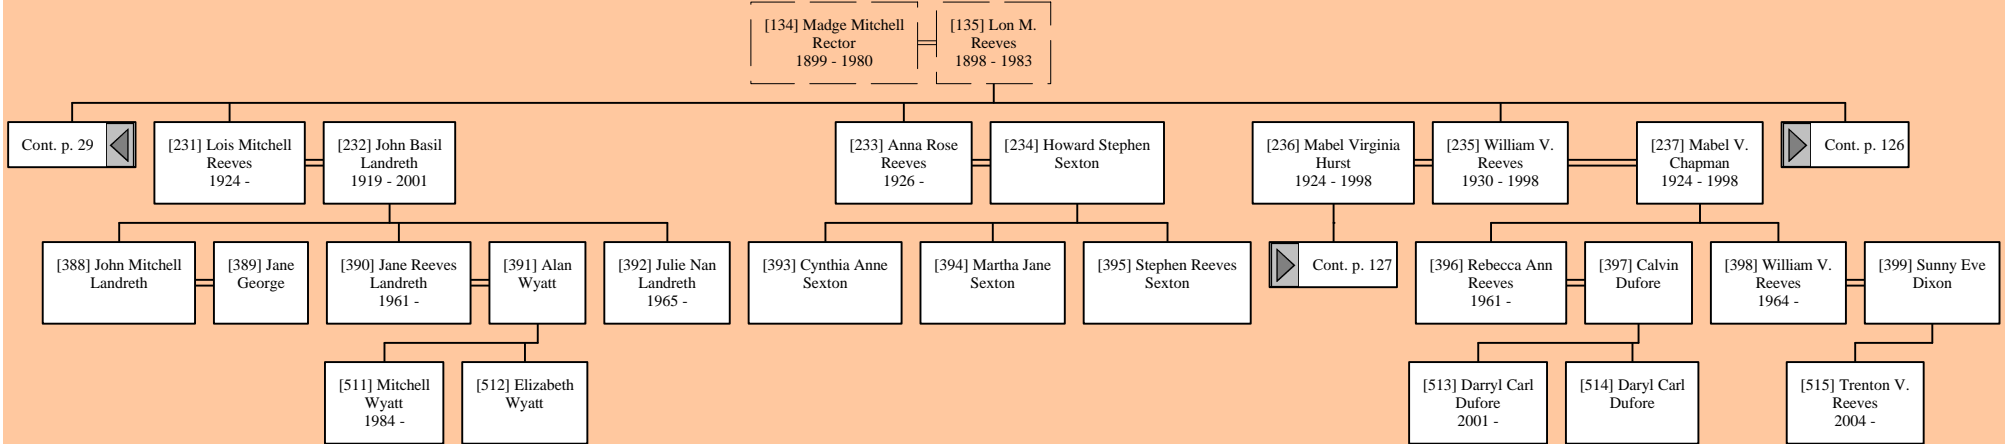 [134] Madge Mitchell
Rector
1899 - 1980
[135] Lon M.
Reeves
1898 - 1983
Cont. p. 29
[231] Lois Mitchell
Reeves
1924 -
[232] John Basil
Landreth
1919 - 2001
[233] Anna Rose
Reeves
1926 -
[234] Howard Stephen
Sexton
[236] Mabel Virginia
Hurst
1924 - 1998
[235] William V.
Reeves
1930 - 1998
[237] Mabel V.
Chapman
1924 - 1998
Cont. p. 126
[388] John Mitchell
Landreth
[389] Jane
George
[390] Jane Reeves
Landreth
1961 -
[391] Alan
Wyatt
[392] Julie Nan
Landreth
1965 -
[393] Cynthia Anne
Sexton
[394] Martha Jane
Sexton
[395] Stephen Reeves
Sexton
Cont. p. 127
[396] Rebecca Ann
Reeves
1961 -
[397] Calvin
Dufore
[398] William V.
Reeves
1964 -
[399] Sunny Eve
Dixon
[511] Mitchell
Wyatt
1984 -
[512] Elizabeth
Wyatt
[513] Darryl Carl
Dufore
2001 -
[514] Daryl Carl
Dufore
[515] Trenton V.
Reeves
2004 -